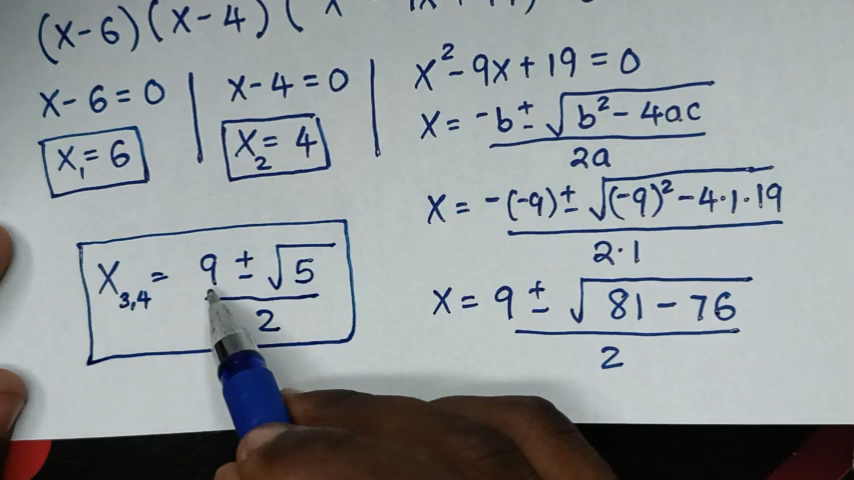 (x-6)(x-4)(
x-6=0
x₁=6
x-4=0
x₂=4
x²-9x+19=0
x= -b±√(b²-4ac)/2a
x= -(-9)±√((-9)²-4·1·19)/2·1
x= 9±√(81-76)/2
x₃,₄= 9±√5/2